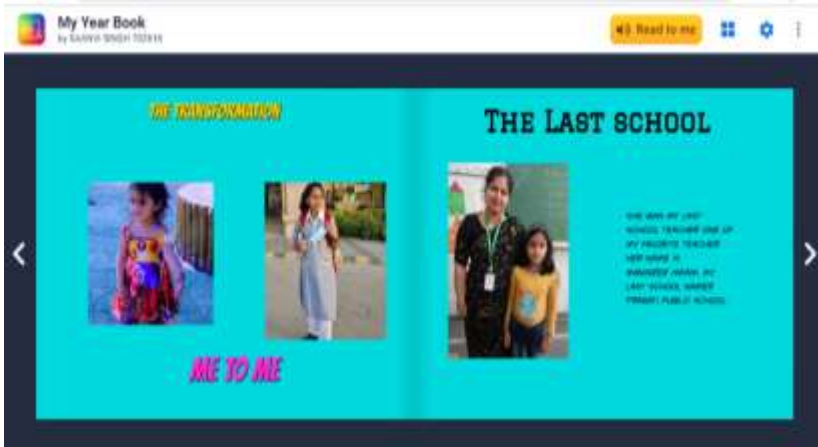 My Year Book
Read to me
THE TRANSFORMATION
ME TO ME
THE LAST SCHOOL
SHE WAS MY LAST
SCHOOL TEACHER ONE OF
MY FAVORITE TEACHER
HER NAME IS
LAST SCHOOL NAMED
PUBLIC SCHOOL